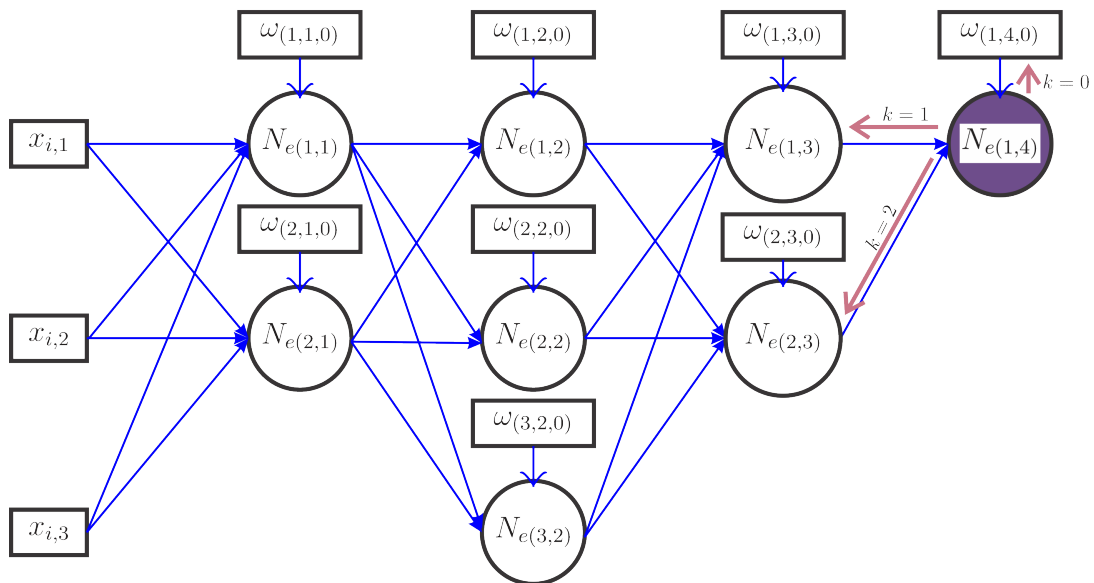 ω(1,1,0) ω(1,2,0) ω(1,3,0) ω(1,4,0)
k = 0
k = 1
x_{i,1} N_{e(1,1)} N_{e(1,2)} N_{e(1,3)} N_{e(1,4)}
ω(2,1,0) ω(2,2,0) ω(2,3,0)
k = 2
x_{i,2} N_{e(2,1)} N_{e(2,2)} N_{e(2,3)}
ω(3,2,0)
x_{i,3} N_{e(3,2)}